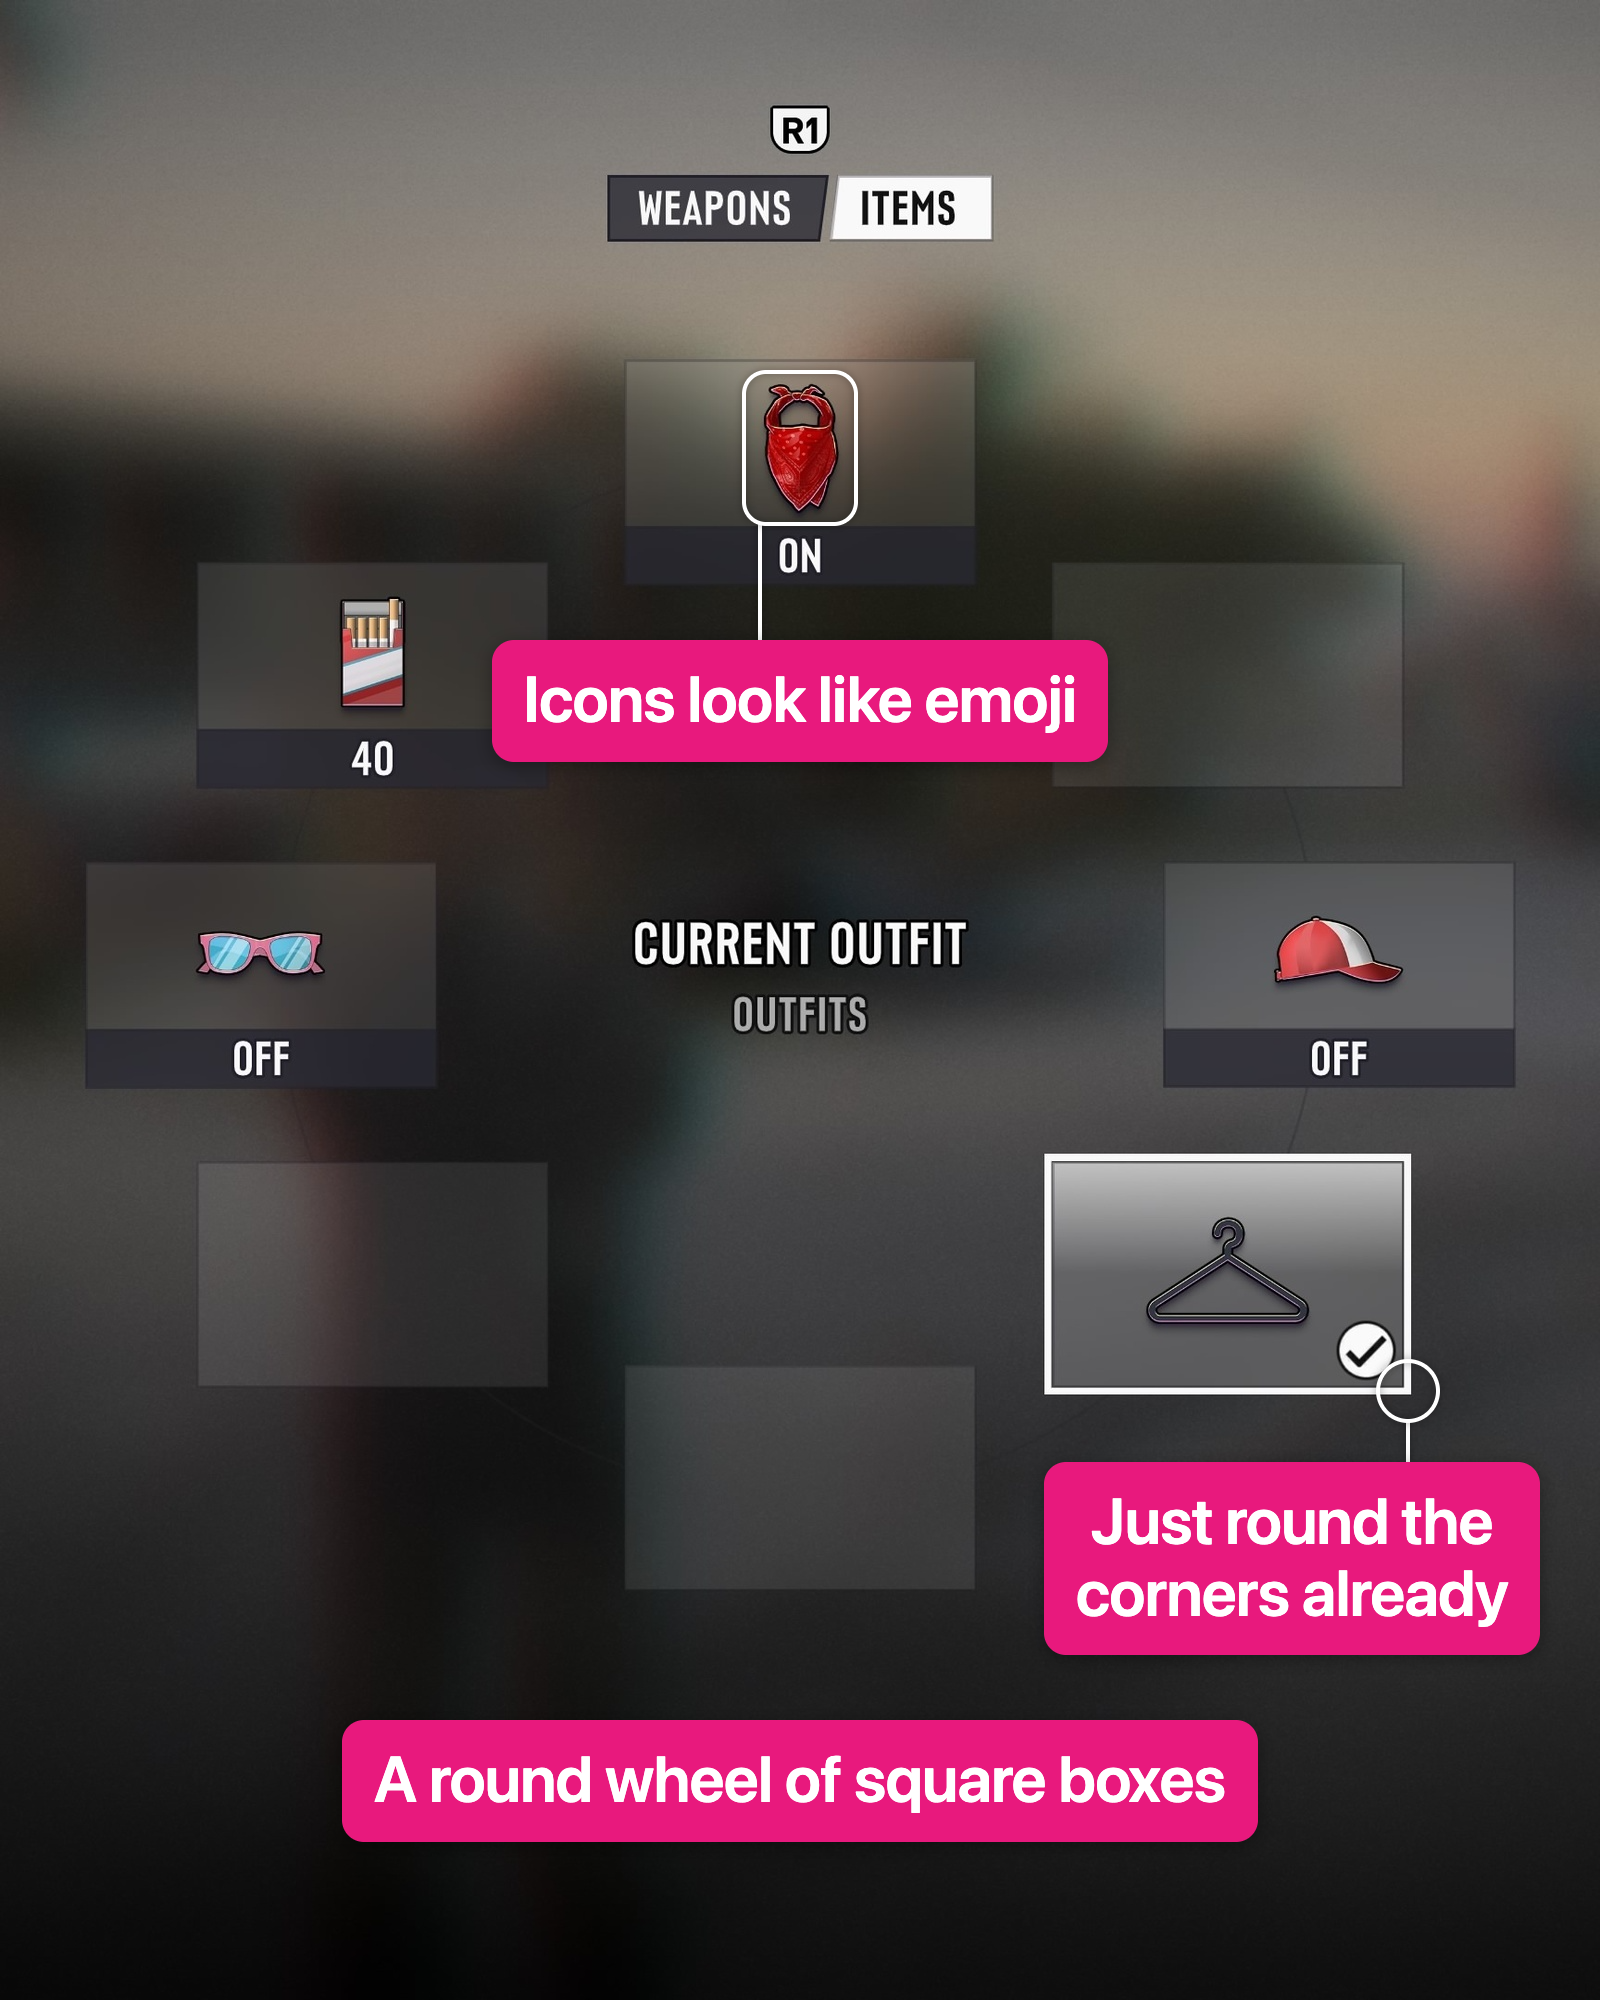 R1
WEAPONS
ITEMS
ON
40
Icons look like emoji
CURRENT OUTFIT
OUTFITS
OFF
OFF
Just round the
corners already
A round wheel of square boxes